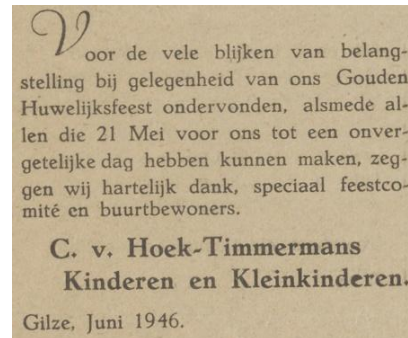 Voor de vele blijken van belang-
stelling bij gelegenheid van ons Gouden
Huwelijksfeest ondervonden, alsmede al-
len die 21 Mei voor ons tot een onver-
getelijke dag hebben kunnen maken, zeg-
gen wij hartelijk dank, speciaal feestco-
mité en buurtbewoners.
C. v. Hoek-Timmermans
Kinderen en Kleinkinderen.
Gilze, Juni 1946.